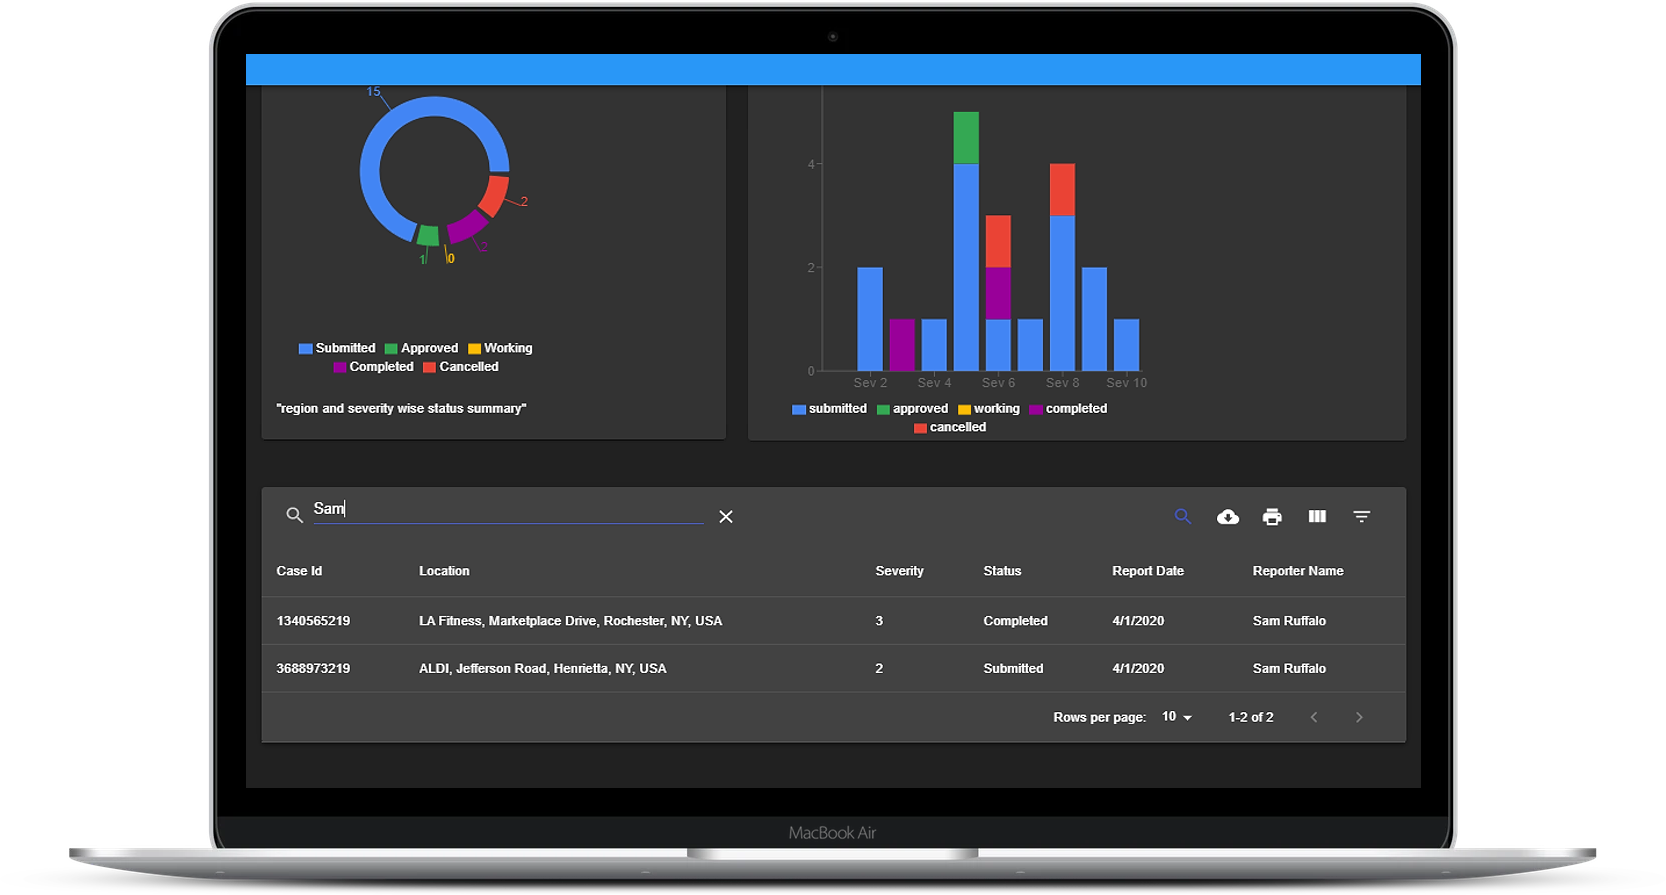 15
2
2
0
1
Submitted Approved Working
Completed Cancelled
"region and severity wise status summary"
4
2
0
Sev 2 Sev 4 Sev 6 Sev 8 Sev 10
submitted approved working completed
cancelled
Sam
Case Id Location Severity Status Report Date Reporter Name
1340565219 LA Fitness, Marketplace Drive, Rochester, NY, USA 3 Completed 4/1/2020 Sam Ruffalo
3688973219 ALDI, Jefferson Road, Henrietta, NY, USA 2 Submitted 4/1/2020 Sam Ruffalo
Rows per page: 10 1-2 of 2
MacBook Air